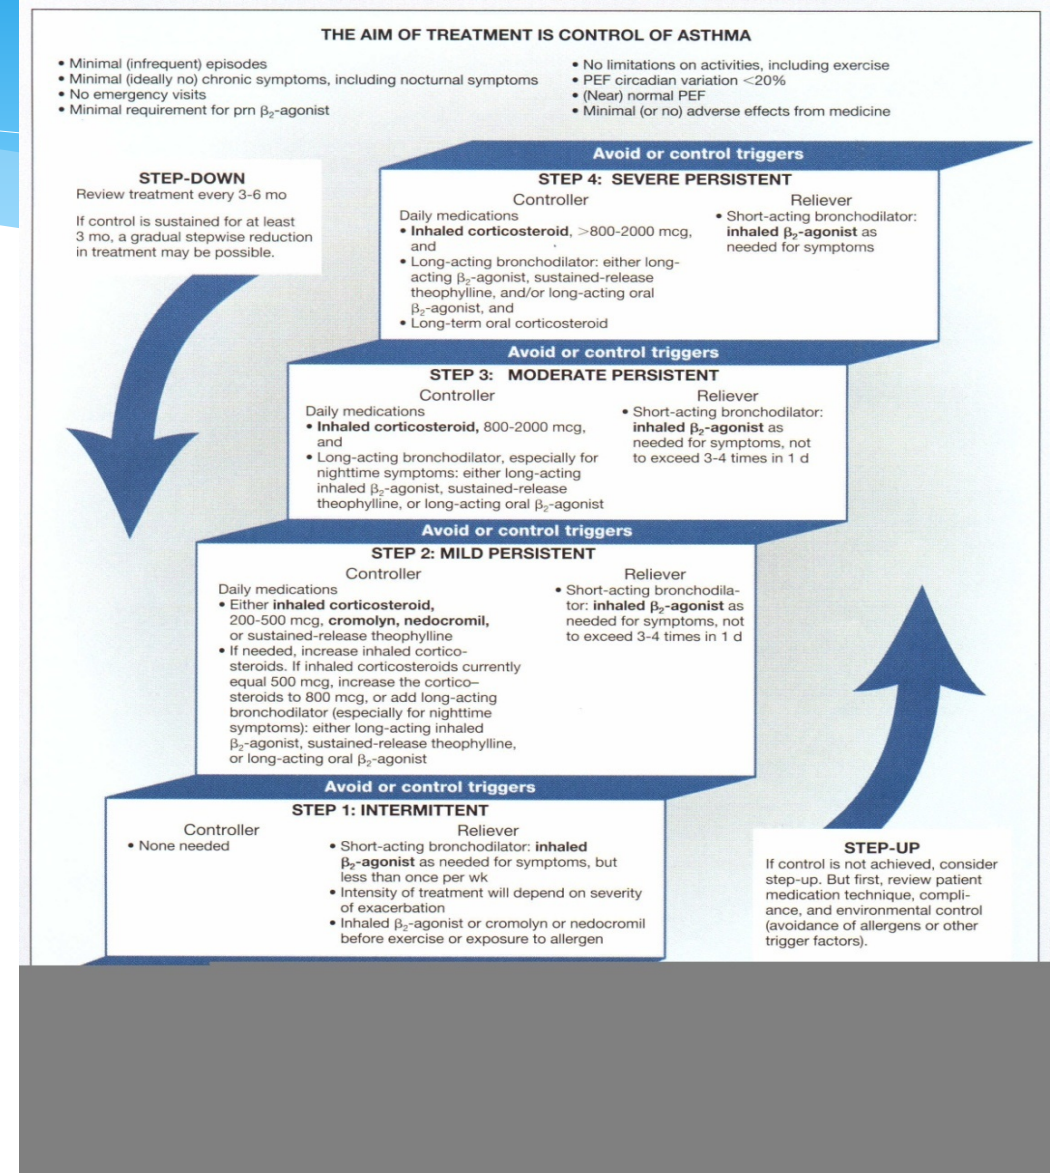 THE AIM OF TREATMENT IS CONTROL OF ASTHMA
• Minimal (infrequent) episodes
• Minimal (ideally no) chronic symptoms, including nocturnal symptoms
• No emergency visits
• Minimal requirement for prn β₂-agonist
• No limitations on activities, including exercise
• PEF circadian variation <20%
• (Near) normal PEF
• Minimal (or no) adverse effects from medicine
STEP-DOWN
Review treatment every 3-6 mo
If control is sustained for at least
3 mo, a gradual stepwise reduction
in treatment may be possible.
Avoid or control triggers
STEP 4: SEVERE PERSISTENT
Controller
Daily medications
• Inhaled corticosteroid, >800-2000 mcg,
and
• Long-acting bronchodilator: either long-
acting β₂-agonist, sustained-release
theophylline, and/or long-acting oral
β₂-agonist, and
• Long-term oral corticosteroid
Reliever
• Short-acting bronchodilator:
inhaled β₂-agonist as
needed for symptoms
Avoid or control triggers
STEP 3: MODERATE PERSISTENT
Controller
Daily medications
• Inhaled corticosteroid, 800-2000 mcg,
and
• Long-acting bronchodilator, especially for
nighttime symptoms: either long-acting
inhaled β₂-agonist, sustained-release
theophylline, or long-acting oral β₂-agonist
Reliever
• Short-acting bronchodilator:
inhaled β₂-agonist as
needed for symptoms, not
to exceed 3-4 times in 1 d
Avoid or control triggers
STEP 2: MILD PERSISTENT
Controller
Daily medications
• Either inhaled corticosteroid,
200-500 mcg, cromolyn, nedocromil,
or sustained-release theophylline
• If needed, increase inhaled cortico-
steroids. If inhaled corticosteroids currently
equal 500 mcg, increase the cortico–
steroids to 800 mcg, or add long-acting
bronchodilator (especially for nighttime
symptoms): either long-acting inhaled
β₂-agonist, sustained-release theophylline,
or long-acting oral β₂-agonist
Reliever
• Short-acting bronchodila-
tor: inhaled β₂-agonist as
needed for symptoms, not
to exceed 3-4 times in 1 d
Avoid or control triggers
STEP 1: INTERMITTENT
Controller
• None needed
Reliever
• Short-acting bronchodilator: inhaled
β₂-agonist as needed for symptoms, but
less than once per wk
• Intensity of treatment will depend on severity
of exacerbation
• Inhaled β₂-agonist or cromolyn or nedocromil
before exercise or exposure to allergen
STEP-UP
If control is not achieved, consider
step-up. But first, review patient
medication technique, compli-
ance, and environmental control
(avoidance of allergens or other
trigger factors).